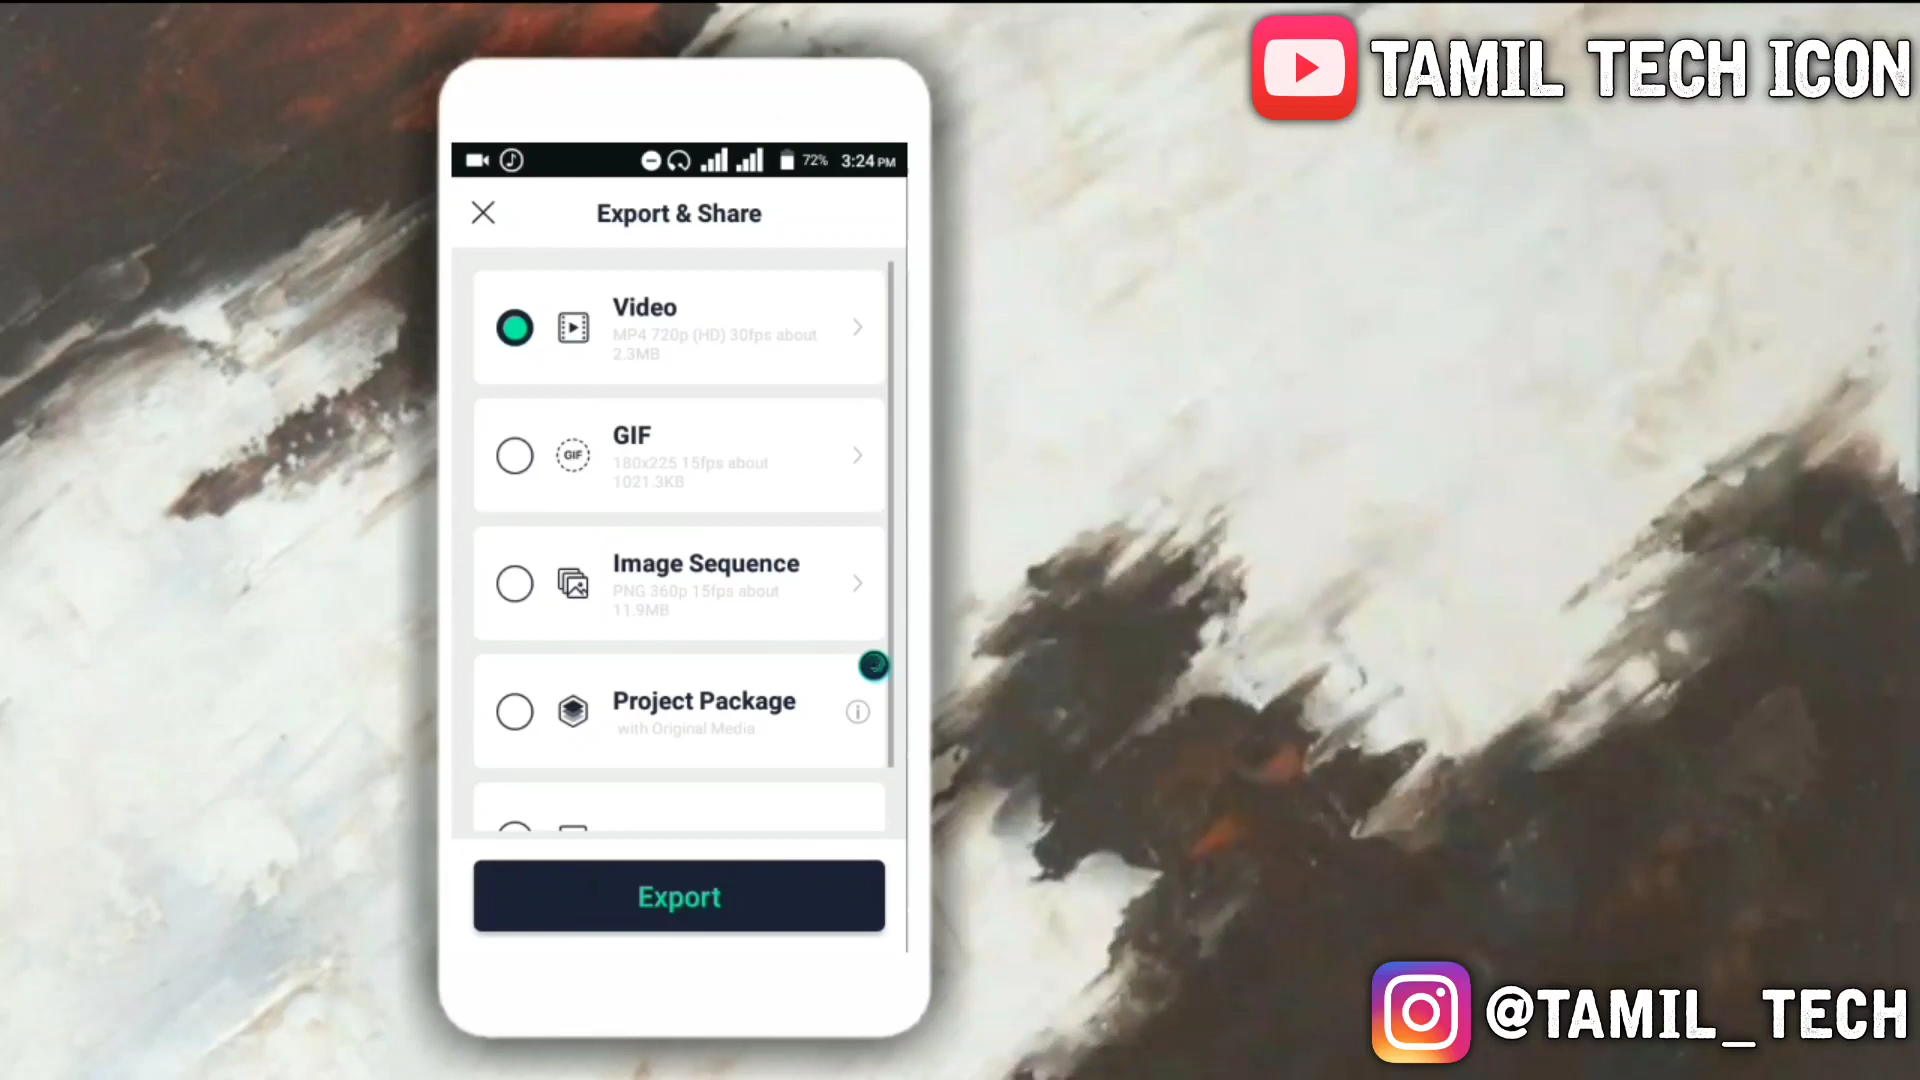 TAMIL TECH ICON
72% 3:24 PM
Export & Share
Video
MP4 720p (HD) 30fps about
2.3MB
GIF
GIF
180x225 15fps about
1021.3KB
Image Sequence
PNG 360p 15fps about
11.9MB
Project Package
with Original Media
Export
@TAMIL_TECH